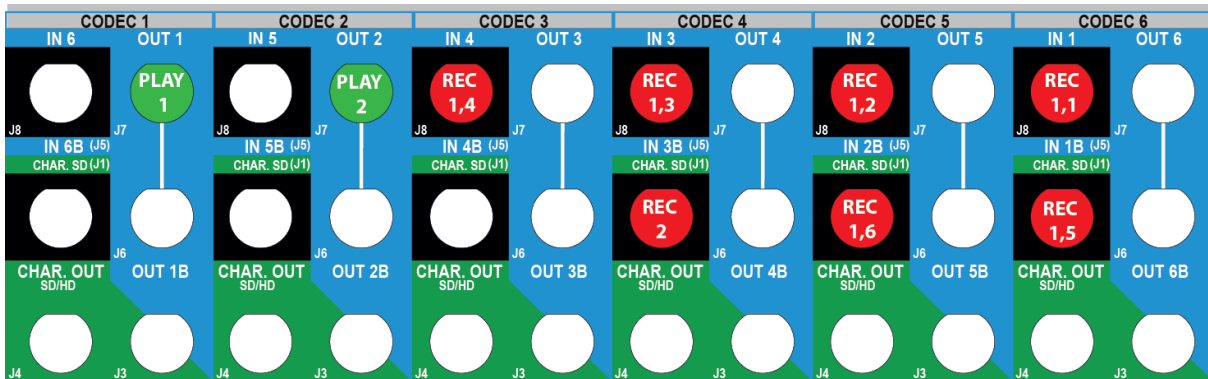 CODEC 1 CODEC 2 CODEC 3 CODEC 4 CODEC 5 CODEC 6
IN 6 OUT 1 IN 5 OUT 2 IN 4 OUT 3 IN 3 OUT 4 IN 2 OUT 5 IN 1 OUT 6
PLAY PLAY REC REC REC REC
1 2 1,4 1,3 1,2 1,1
J8 J7 J8 J7 J8 J7 J8 J7 J8 J7 J8 J7
IN 6B (J5) IN 5B (J5) IN 4B (J5) IN 3B (J5) IN 2B (J5) IN 1B (J5)
CHAR. SD (J1) CHAR. SD (J1) CHAR. SD (J1) CHAR. SD (J1) CHAR. SD (J1) CHAR. SD (J1)
REC REC REC
2 1,6 1,5
J6 J6 J6 J6 J6 J6
CHAR. OUT OUT 1B CHAR. OUT OUT 2B CHAR. OUT OUT 3B CHAR. OUT OUT 4B CHAR. OUT OUT 5B CHAR. OUT OUT 6B
SD/HD SD/HD SD/HD SD/HD SD/HD SD/HD
J4 J3 J4 J3 J4 J3 J4 J3 J4 J3 J4 J3